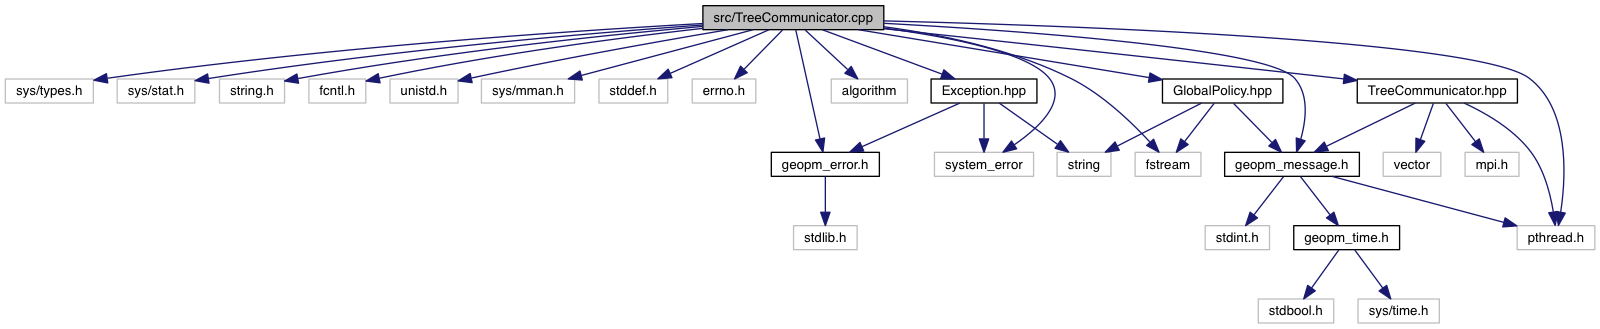 src/TreeCommunicator.cpp
sys/types.h
sys/stat.h
string.h
fcntl.h
unistd.h
sys/mman.h
stddef.h
errno.h
algorithm
Exception.hpp
GlobalPolicy.hpp
TreeCommunicator.hpp
geopm_error.h
system_error
string
fstream
geopm_message.h
vector
mpi.h
stdlib.h
stdint.h
geopm_time.h
pthread.h
stdbool.h
sys/time.h